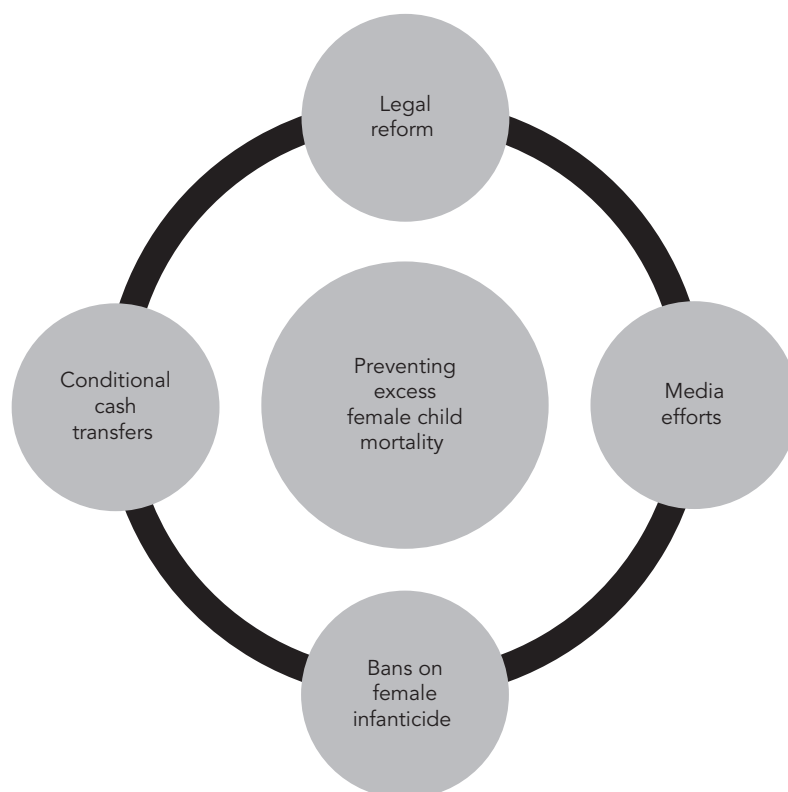 Legal
reform
Conditional
cash
transfers
Preventing
excess
female child
mortality
Media
efforts
Bans on
female
infanticide